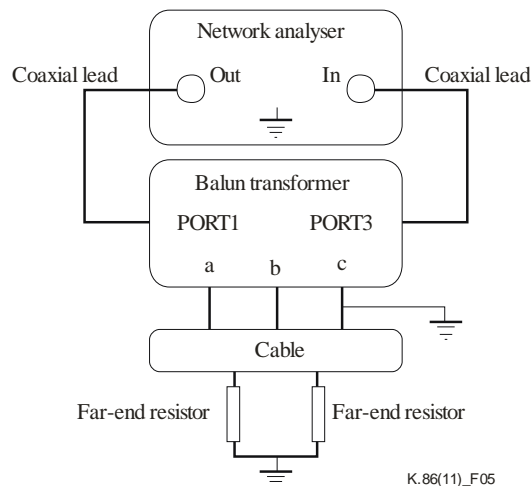 Network analyser
Coaxial lead
Out
In
Coaxial lead
Balun transformer
PORT1
PORT3
a
b
c
Cable
Far-end resistor
Far-end resistor
K.86(11)_F05